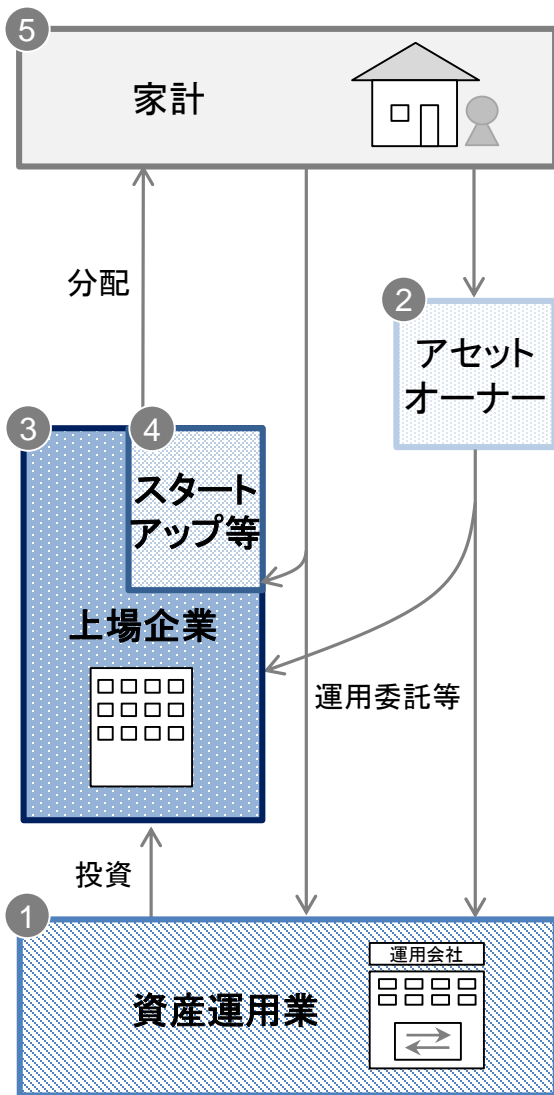 5
家計
分配
2
アセット
オーナー
3
4
スタート
アップ等
上場企業
運用委託等
投資
1
運用会社
資産運用業